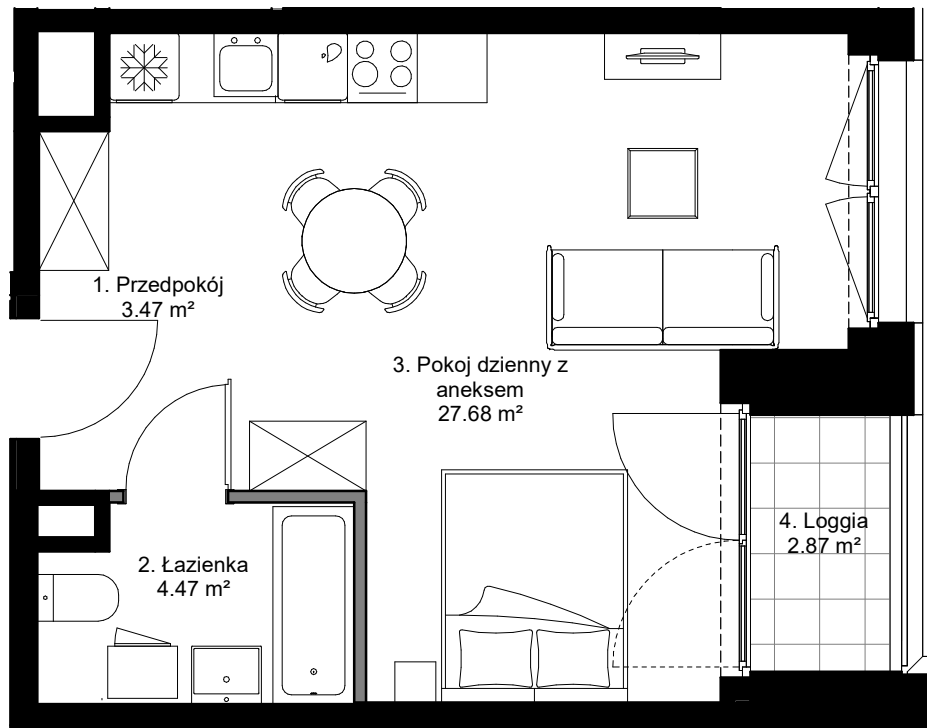 1. Przedpokój
3.47 m²
3. Pokoj dzienny z
aneksem
27.68 m²
4. Loggia
2.87 m²
2. Łazienka
4.47 m²